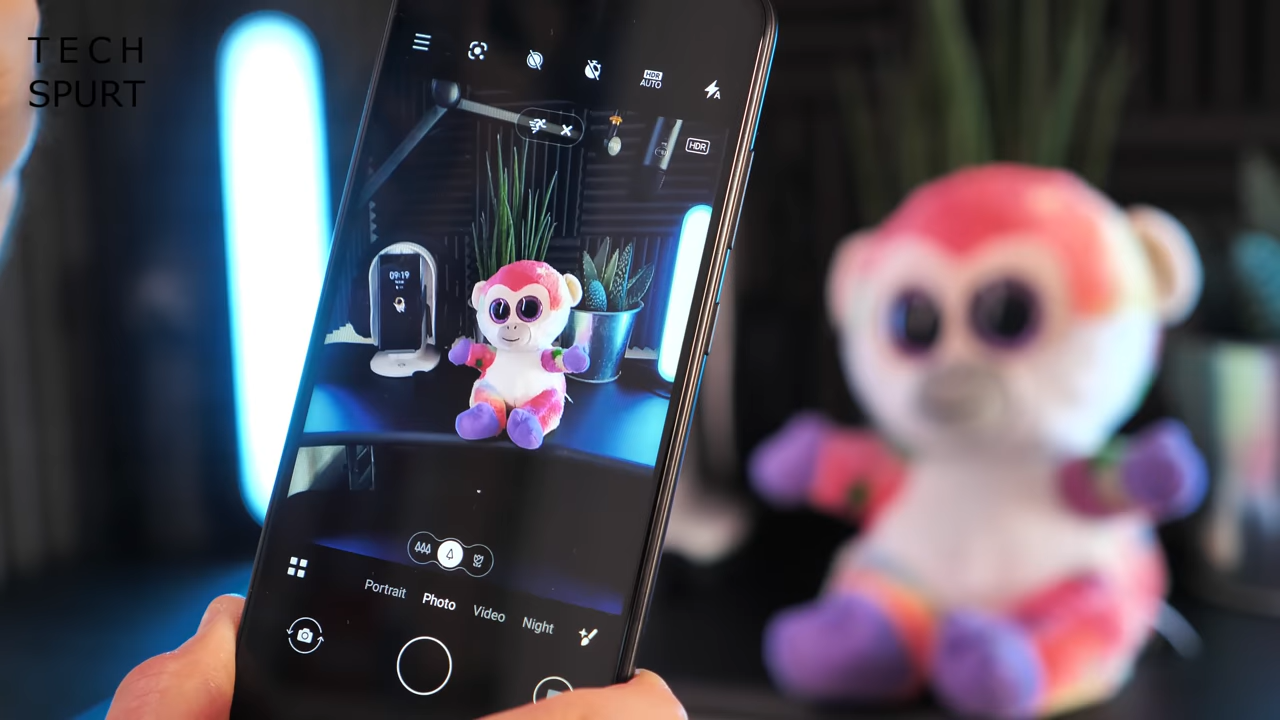 TECH
SPURT
HDR
AUTO
A
HDR
09:19
Portrait
Photo
Video
Night